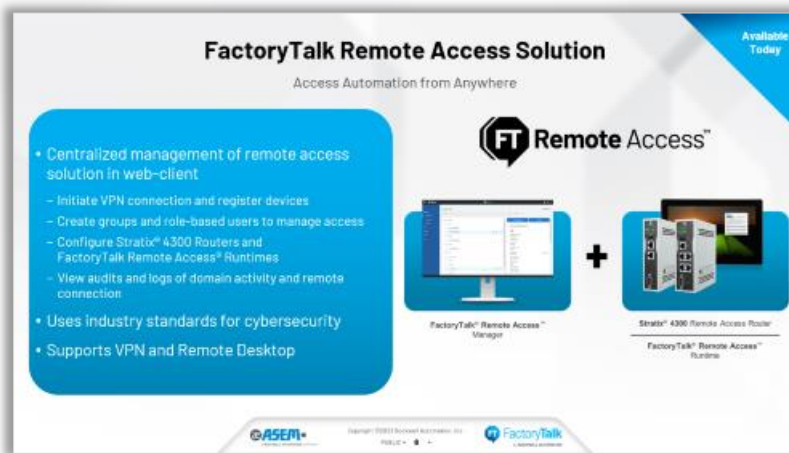 Available
Today
FactoryTalk Remote Access Solution
Access Automation from Anywhere
• Centralized management of remote access
solution in web-client
– Initiate VPN connection and register devices
– Create groups and role-based users to manage access
– Configure Stratix® 4300 Routers and
FactoryTalk Remote Access® Runtimes
– View audits and logs of domain activity and remote
connection
• Uses industry standards for cybersecurity
• Supports VPN and Remote Desktop
FT Remote Access™
+
FactoryTalk® Remote Access™
Manager
Stratix® 4300 Remote Access Router
FactoryTalk® Remote Access™
Runtime
ASEM
PUBLIC
FT FactoryTalk